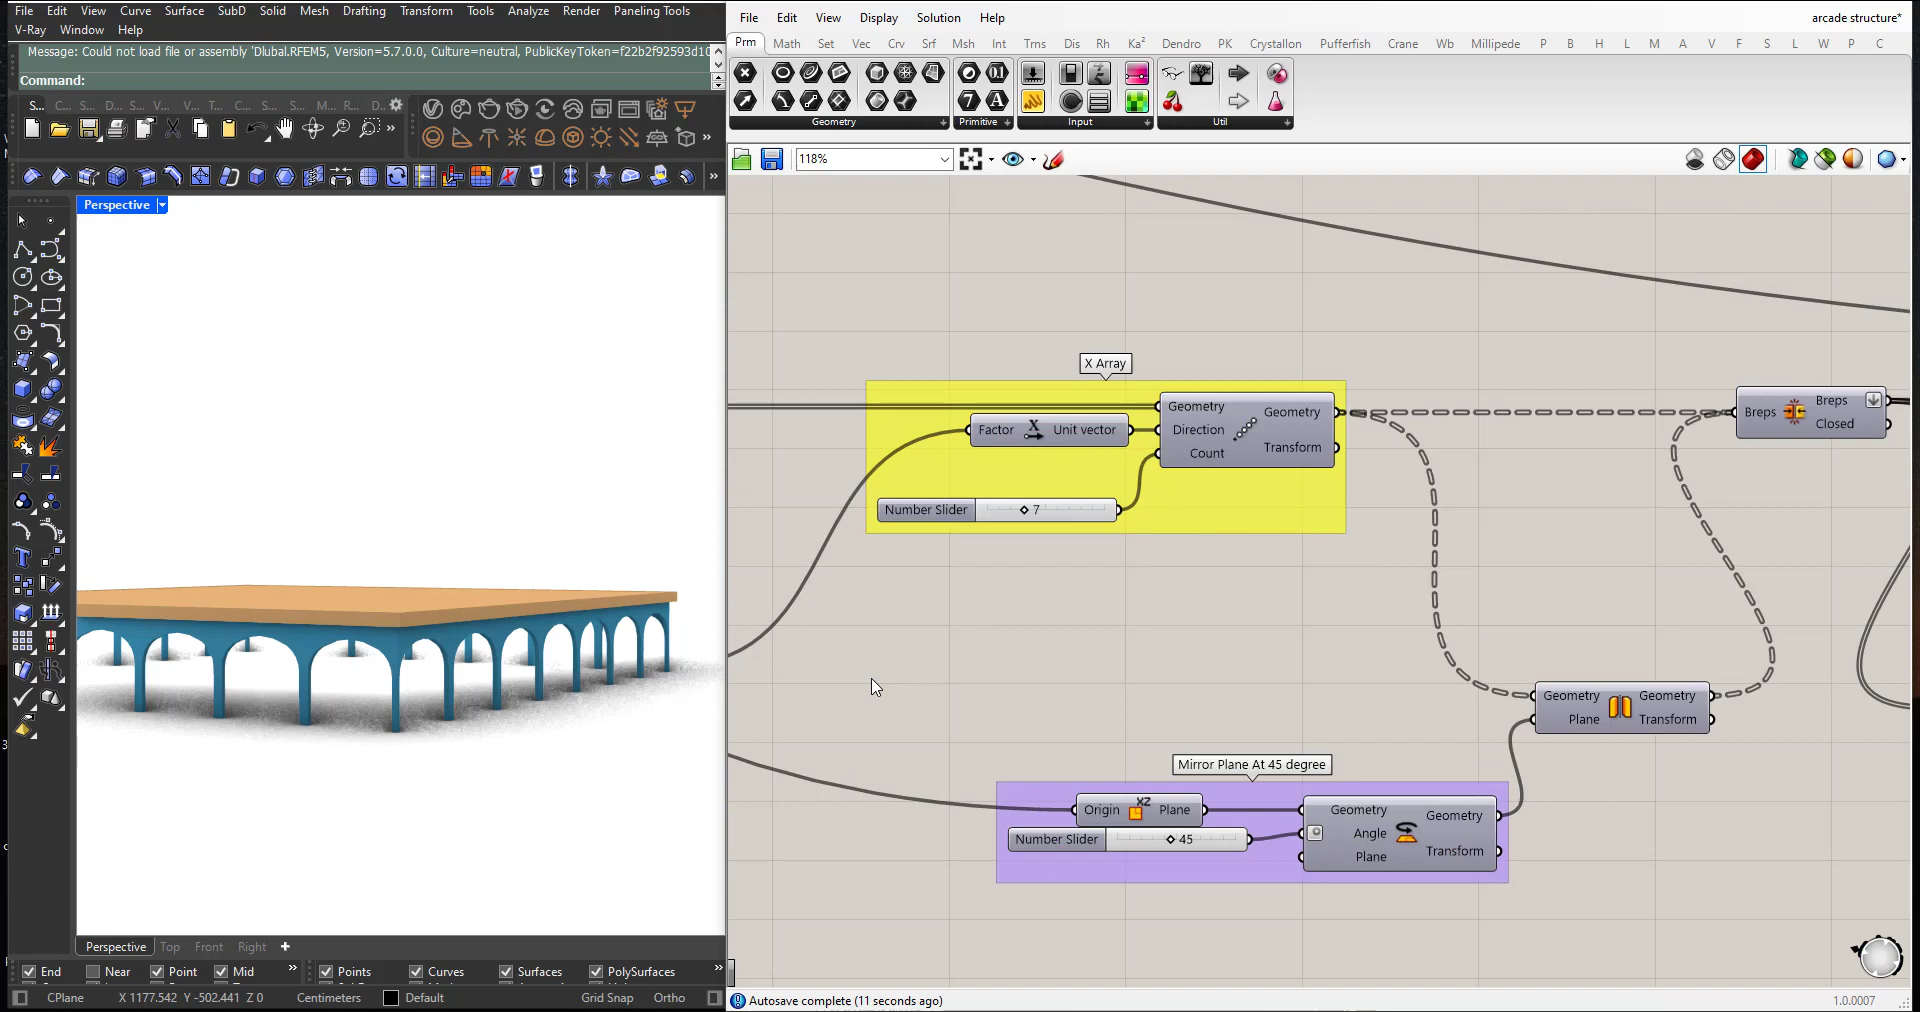 File Edit View Curve Surface SubD Solid Mesh Drafting Transform Tools Analyze Render Paneling Tools
V-Ray Window Help
Message: Could not load file or assembly 'Dlubal.RFEM5, Version=5.7.0.0, Culture=neutral, PublicKeyToken=f22b2f92593d1
Command:
S... C... S... D... S... V... V... T... C... S... S... M... R... D..
Perspective
Perspective Top Front Right
End Near Point Mid Points Curves Surfaces PolySurfaces
CPlane X 1177.542 Y -502.441 Z 0 Centimeters Default Grid Snap Ortho
File Edit View Display Solution Help arcade structure*
Prm Math Set Vec Crv Srf Msh Int Trns Dis Rh Ka² Dendro PK Crystallon Pufferfish Crane Wb Millipede P B H L M A V F S L W P C
Geometry Primitive Input Util
118%
X Array
Geometry
Direction
Count
Geometry
Transform
Factor X Unit vector
Number Slider 7
Breps
Breps
Closed
Geometry
Plane
Geometry
Transform
Mirror Plane At 45 degree
Origin XZ Plane
Number Slider 45
Geometry
Angle
Plane
Geometry
Transform
Autosave complete (11 seconds ago)
1.0.0007